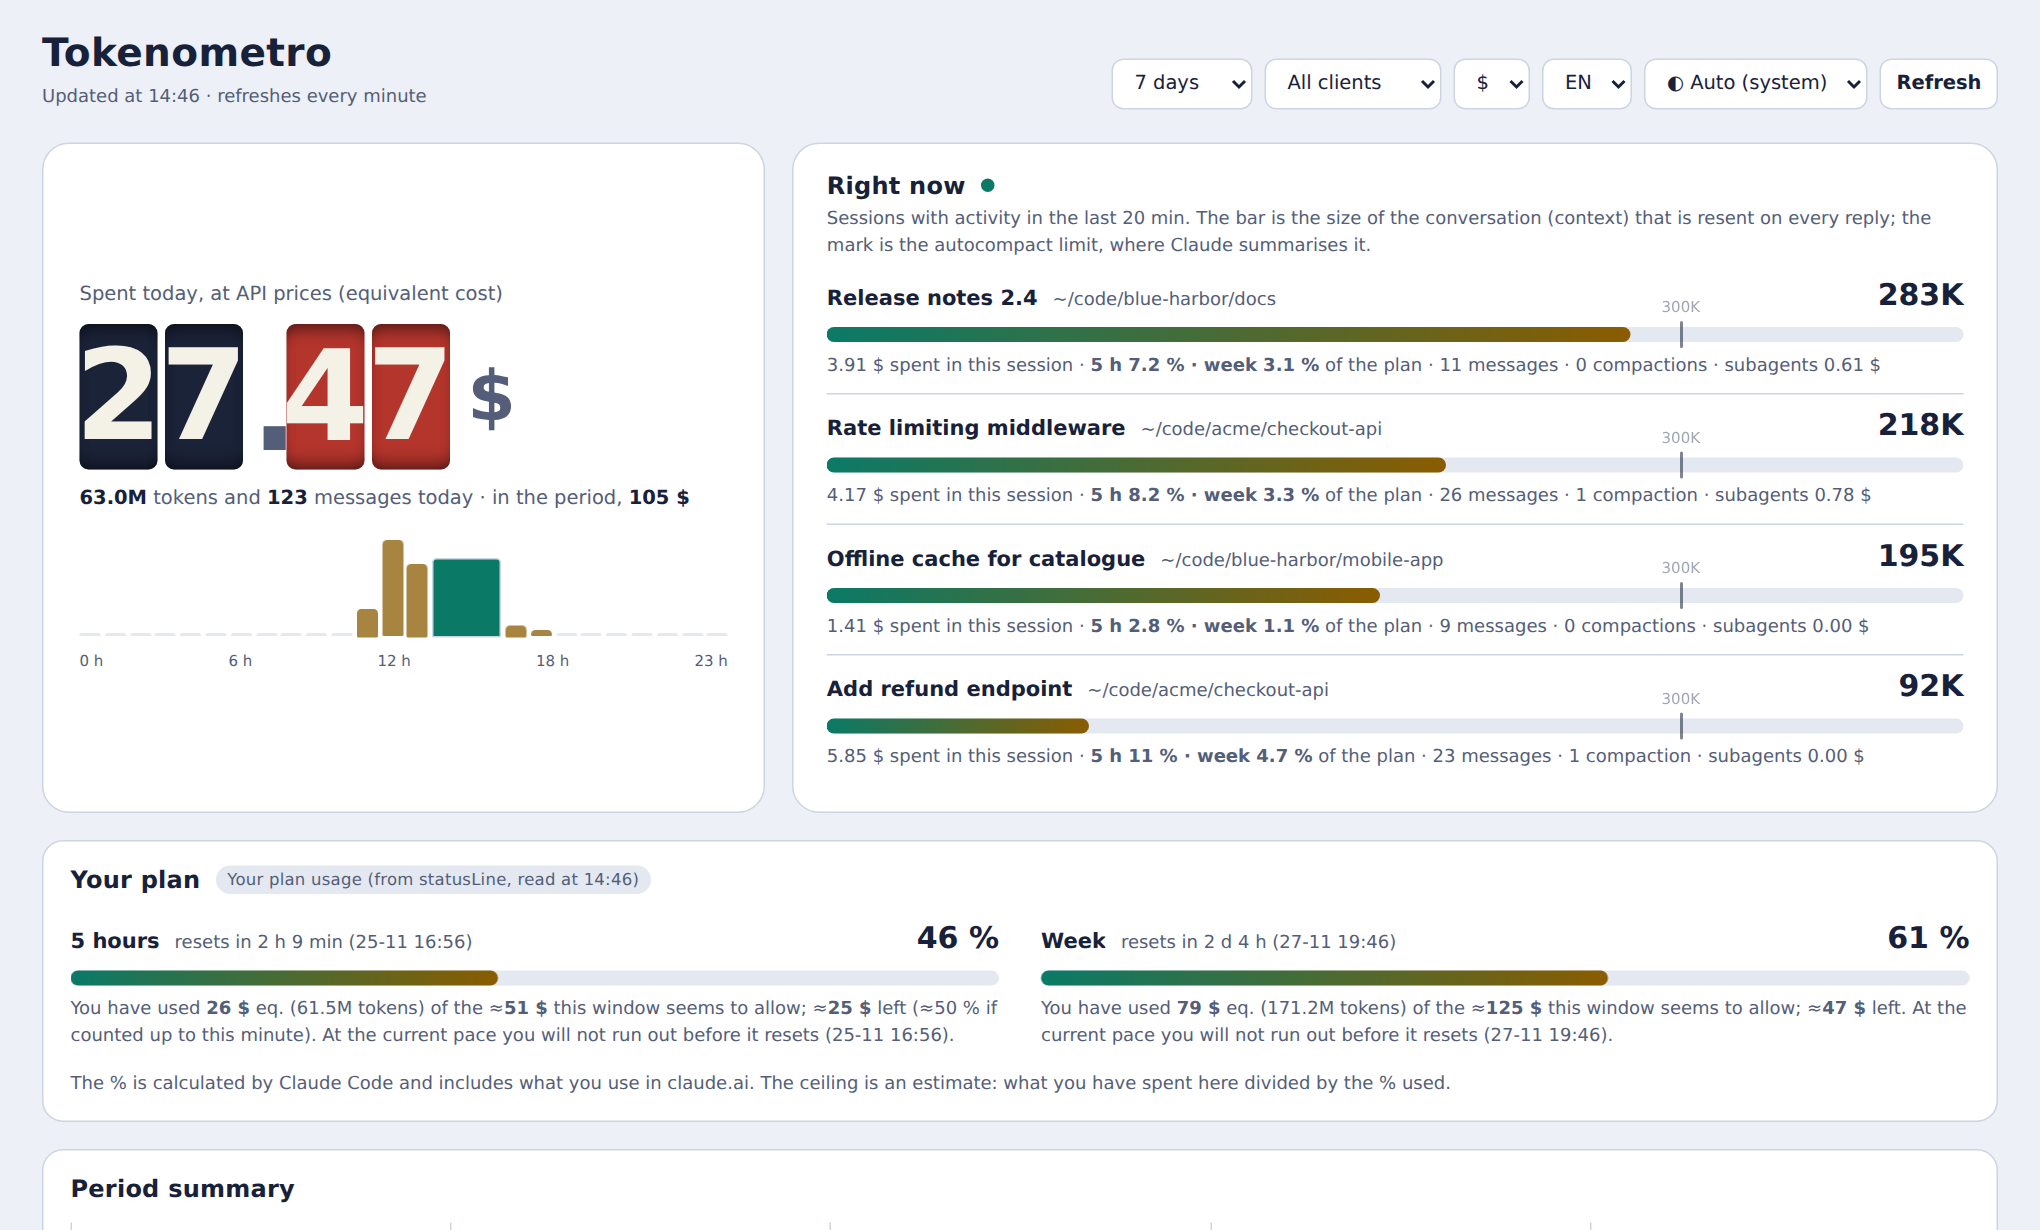 Tokenometro
Updated at 14:46 · refreshes every minute
7 days
All clients
$
EN
◐ Auto (system)
Refresh
Spent today, at API prices (equivalent cost)
27.47 $
63.0M tokens and 123 messages today · in the period, 105 $
0 h 6 h 12 h 18 h 23 h
Right now
Sessions with activity in the last 20 min. The bar is the size of the conversation (context) that is resent on every reply; the
mark is the autocompact limit, where Claude summarises it.
Release notes 2.4 ~/code/blue-harbor/docs 283K
300K
3.91 $ spent in this session · 5 h 7.2 % · week 3.1 % of the plan · 11 messages · 0 compactions · subagents 0.61 $
Rate limiting middleware ~/code/acme/checkout-api 218K
300K
4.17 $ spent in this session · 5 h 8.2 % · week 3.3 % of the plan · 26 messages · 1 compaction · subagents 0.78 $
Offline cache for catalogue ~/code/blue-harbor/mobile-app 195K
300K
1.41 $ spent in this session · 5 h 2.8 % · week 1.1 % of the plan · 9 messages · 0 compactions · subagents 0.00 $
Add refund endpoint ~/code/acme/checkout-api 92K
300K
5.85 $ spent in this session · 5 h 11 % · week 4.7 % of the plan · 23 messages · 1 compaction · subagents 0.00 $
Your plan Your plan usage (from statusLine, read at 14:46)
5 hours resets in 2 h 9 min (25-11 16:56) 46 %
You have used 26 $ eq. (61.5M tokens) of the ≈51 $ this window seems to allow; ≈25 $ left (≈50 % if
counted up to this minute). At the current pace you will not run out before it resets (25-11 16:56).
Week resets in 2 d 4 h (27-11 19:46) 61 %
You have used 79 $ eq. (171.2M tokens) of the ≈125 $ this window seems to allow; ≈47 $ left. At the
current pace you will not run out before it resets (27-11 19:46).
The % is calculated by Claude Code and includes what you use in claude.ai. The ceiling is an estimate: what you have spent here divided by the % used.
Period summary